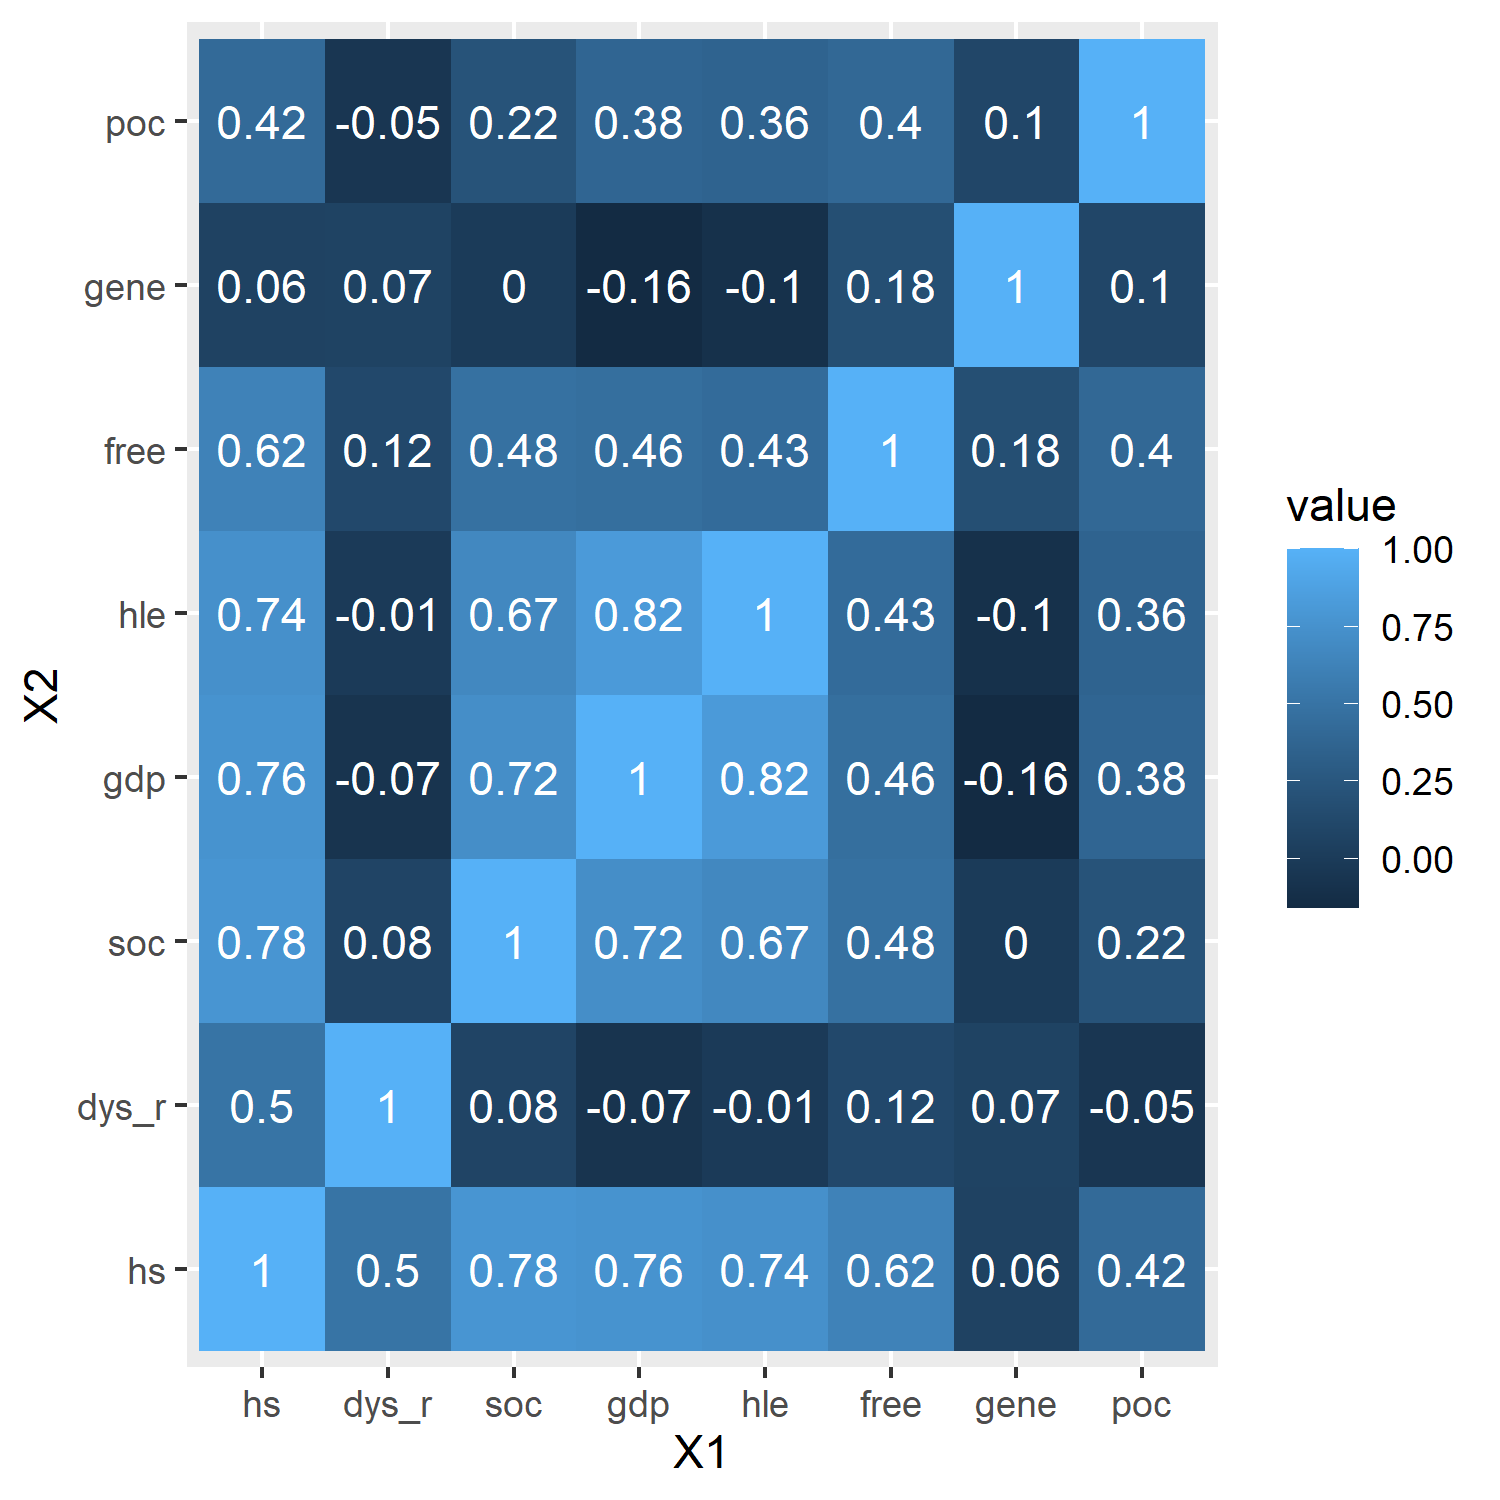 poc 0.42 -0.05 0.22 0.38 0.36 0.4 0.1 1
gene 0.06 0.07 0 -0.16 -0.1 0.18 1 0.1
free 0.62 0.12 0.48 0.46 0.43 1 0.18 0.4
hle 0.74 -0.01 0.67 0.82 1 0.43 -0.1 0.36
gdp 0.76 -0.07 0.72 1 0.82 0.46 -0.16 0.38
soc 0.78 0.08 1 0.72 0.67 0.48 0 0.22
dys_r 0.5 1 0.08 -0.07 -0.01 0.12 0.07 -0.05
hs 1 0.5 0.78 0.76 0.74 0.62 0.06 0.42
hs dys_r soc gdp hle free gene poc
X1
X2
value
1.00
0.75
0.50
0.25
0.00